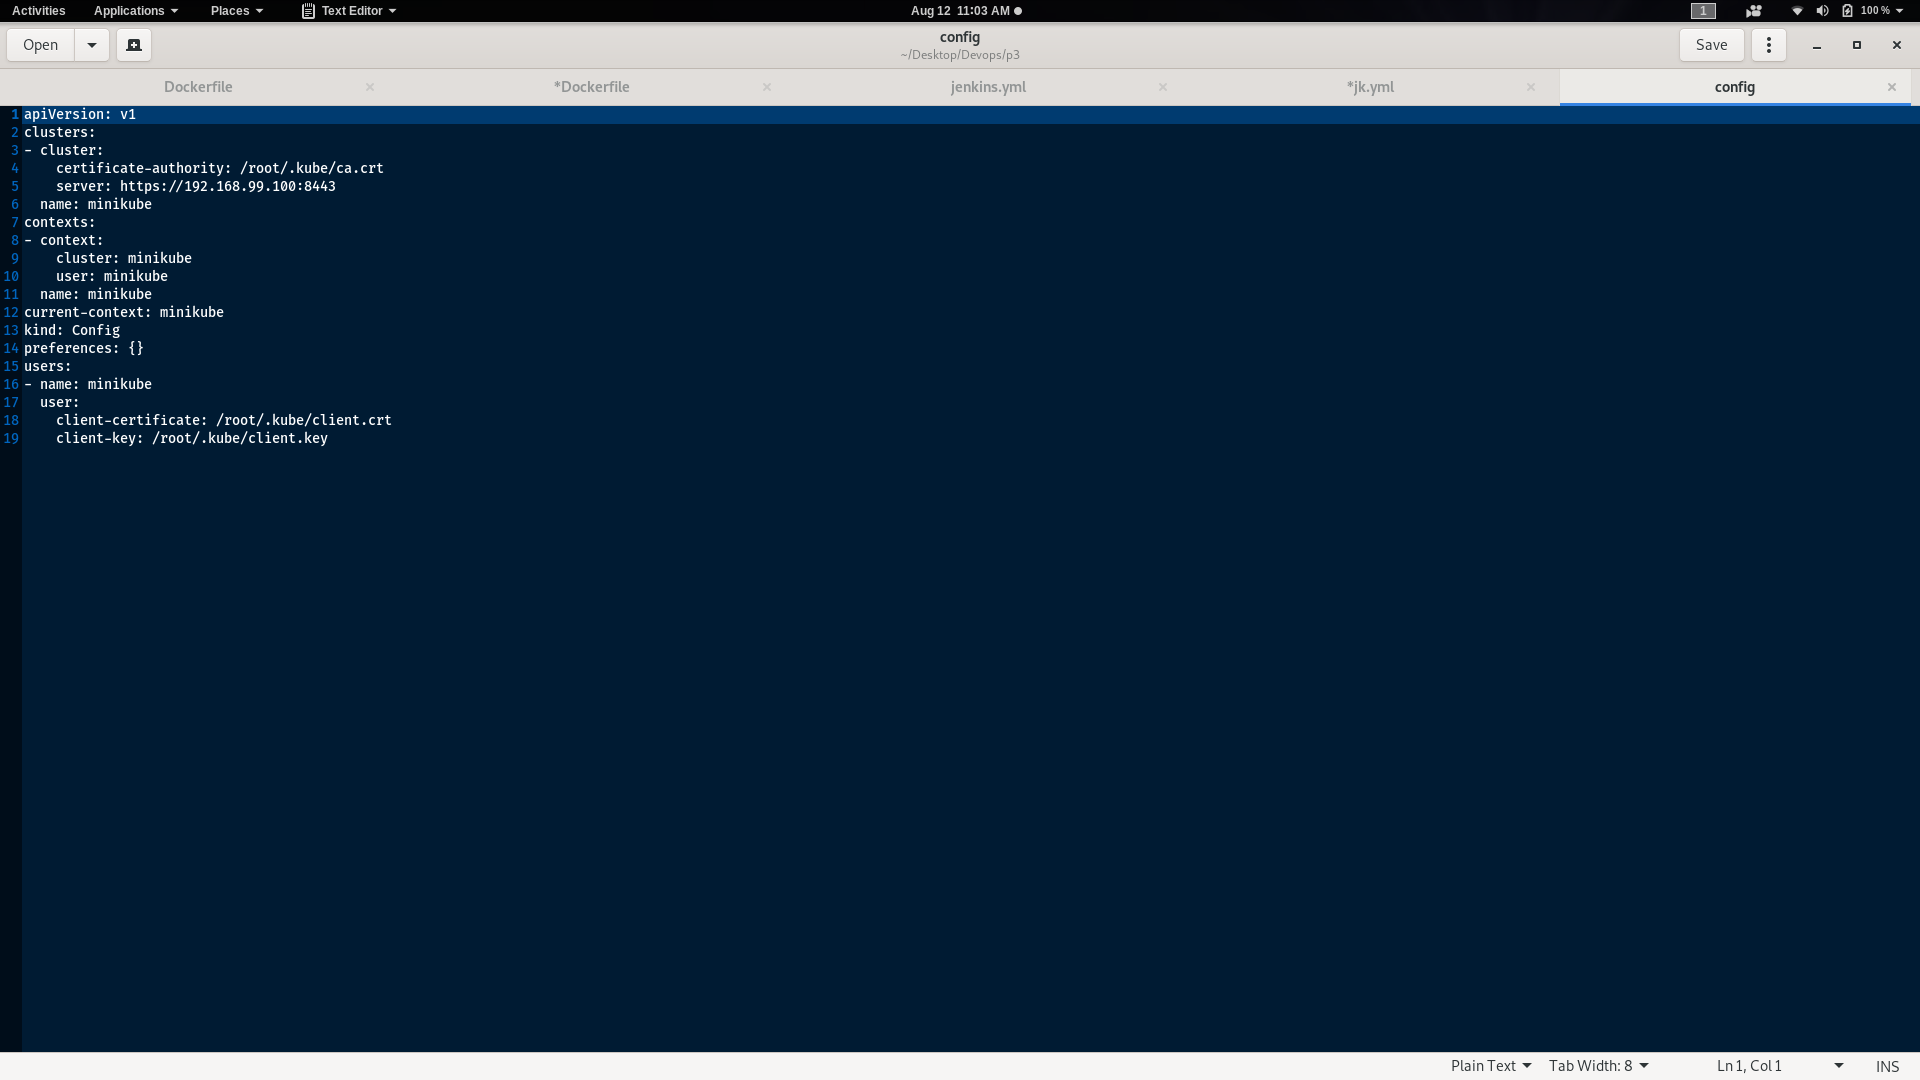 Activities Applications Places Text Editor Aug 12 11:03 AM 1 100 %
Open config Save
~/Desktop/Devops/p3
Dockerfile *Dockerfile jenkins.yml *jk.yml config
1 apiVersion: v1
2 clusters:
3 - cluster:
4     certificate-authority: /root/.kube/ca.crt
5     server: https://192.168.99.100:8443
6   name: minikube
7 contexts:
8 - context:
9     cluster: minikube
10     user: minikube
11   name: minikube
12 current-context: minikube
13 kind: Config
14 preferences: {}
15 users:
16 - name: minikube
17   user:
18     client-certificate: /root/.kube/client.crt
19     client-key: /root/.kube/client.key
Plain Text Tab Width: 8 Ln 1, Col 1 INS